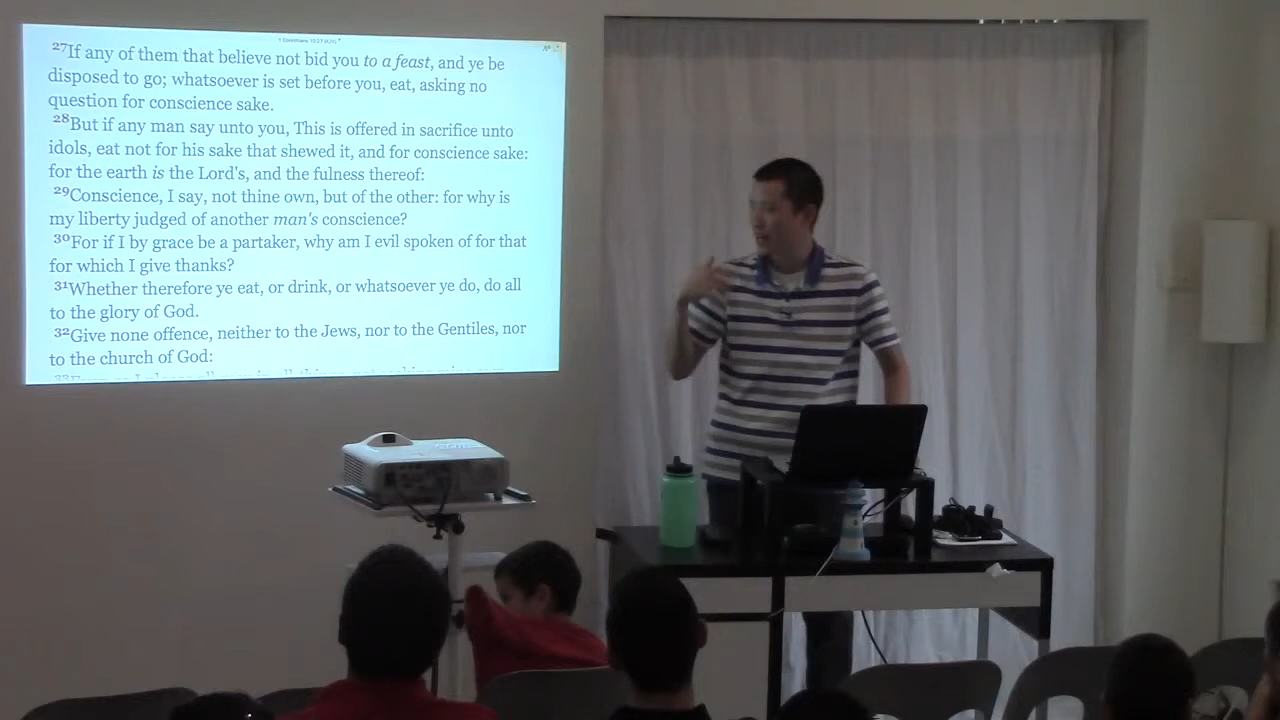 1 Corinthians 10:27 (KJV)
²⁷If any of them that believe not bid you to a feast, and ye be
disposed to go; whatsoever is set before you, eat, asking no
question for conscience sake.
²⁸But if any man say unto you, This is offered in sacrifice unto
idols, eat not for his sake that shewed it, and for conscience sake:
for the earth is the Lord's, and the fulness thereof:
²⁹Conscience, I say, not thine own, but of the other: for why is
my liberty judged of another man's conscience?
³⁰For if I by grace be a partaker, why am I evil spoken of for that
for which I give thanks?
³¹Whether therefore ye eat, or drink, or whatsoever ye do, do all
to the glory of God.
³²Give none offence, neither to the Jews, nor to the Gentiles, nor
to the church of God: